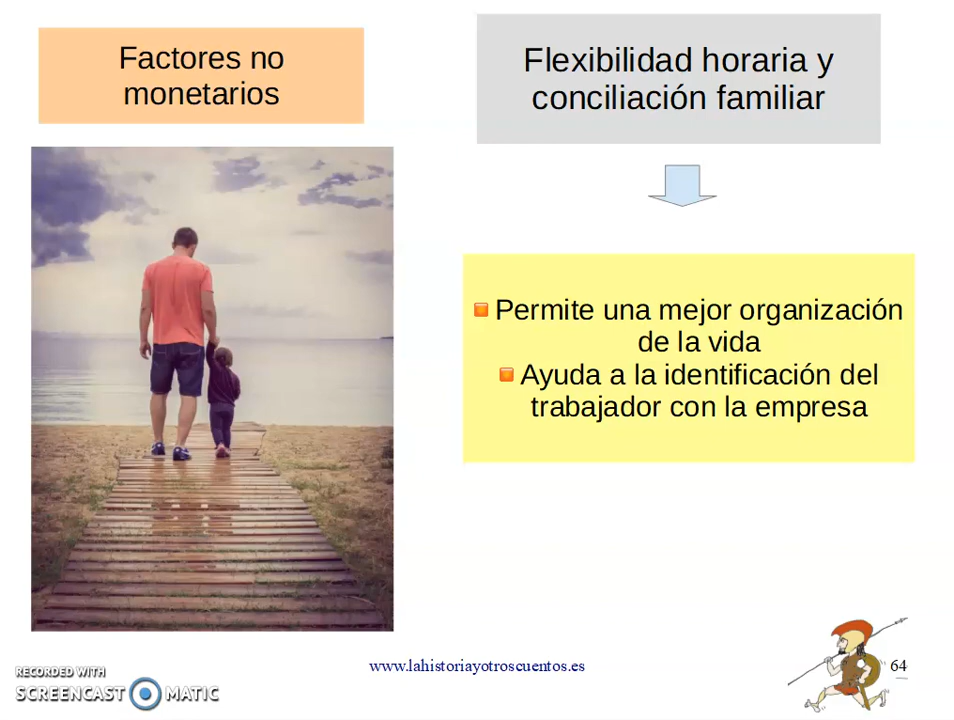 Factores no
monetarios
Flexibilidad horaria y
conciliación familiar
Permite una mejor organización
de la vida
Ayuda a la identificación del
trabajador con la empresa
www.lahistoriayotroscuentos.es
64
RECORDED WITH
SCREENCAST MATIC